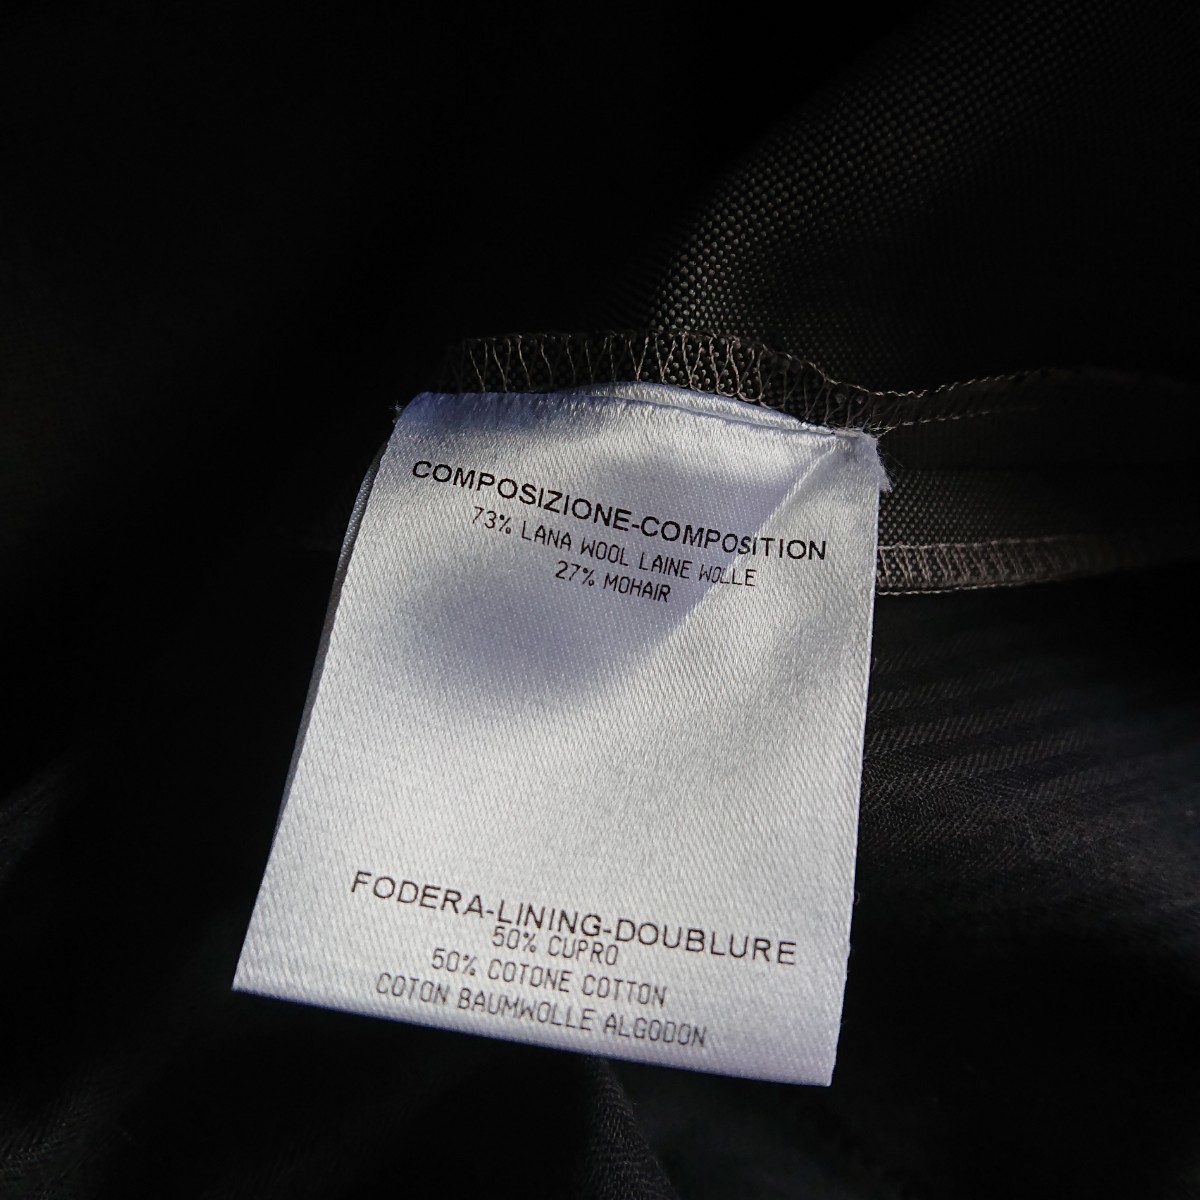 COMPOSIZIONE-COMPOSITION
73% LANA WOOL LAINE WOLLE
27% MOHAIR
FODERA-LINING-DOUBLURE
50% CUPRO
50% COTONE COTTON
COTON BAUMWOLLE ALGODON